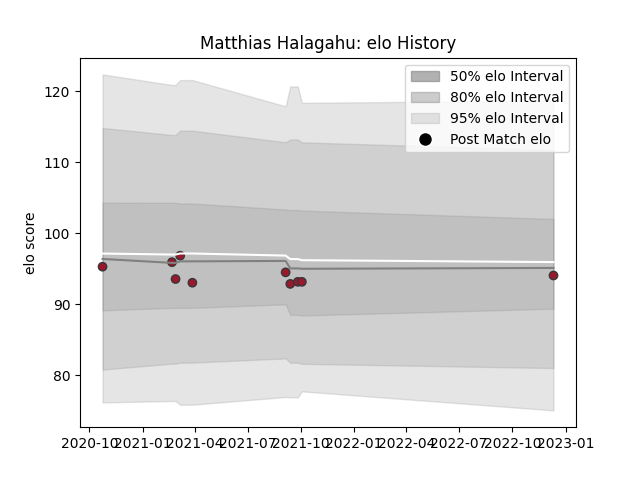 Matthias Halagahu: elo History
50% elo Interval
80% elo Interval
95% elo Interval
Post Match elo
elo score
120
110
100
90
80
2020-10 2021-01 2021-04 2021-07 2021-10 2022-01 2022-04 2022-07 2022-10 2023-01